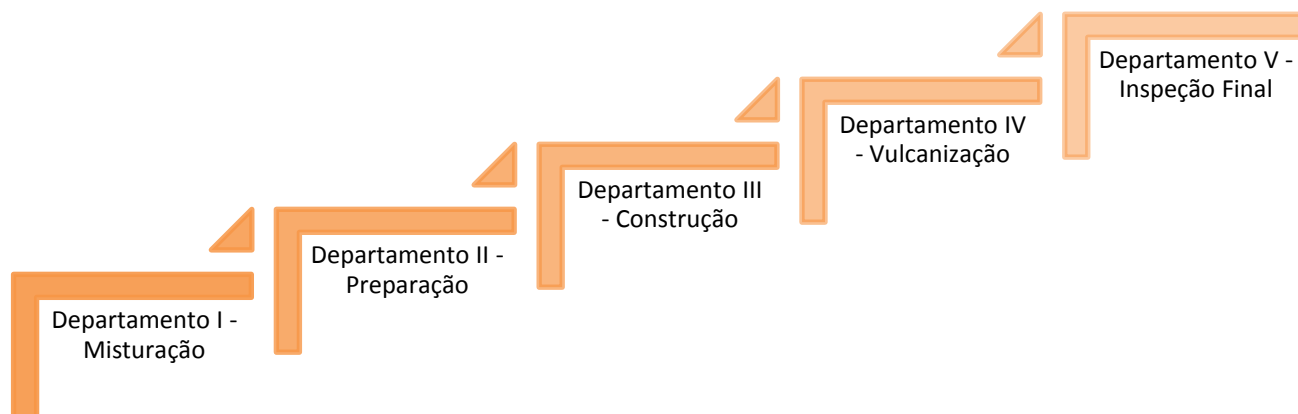 Departamento I -
Misturação
Departamento II -
Preparação
Departamento III
- Construção
Departamento IV
- Vulcanização
Departamento V -
Inspeção Final